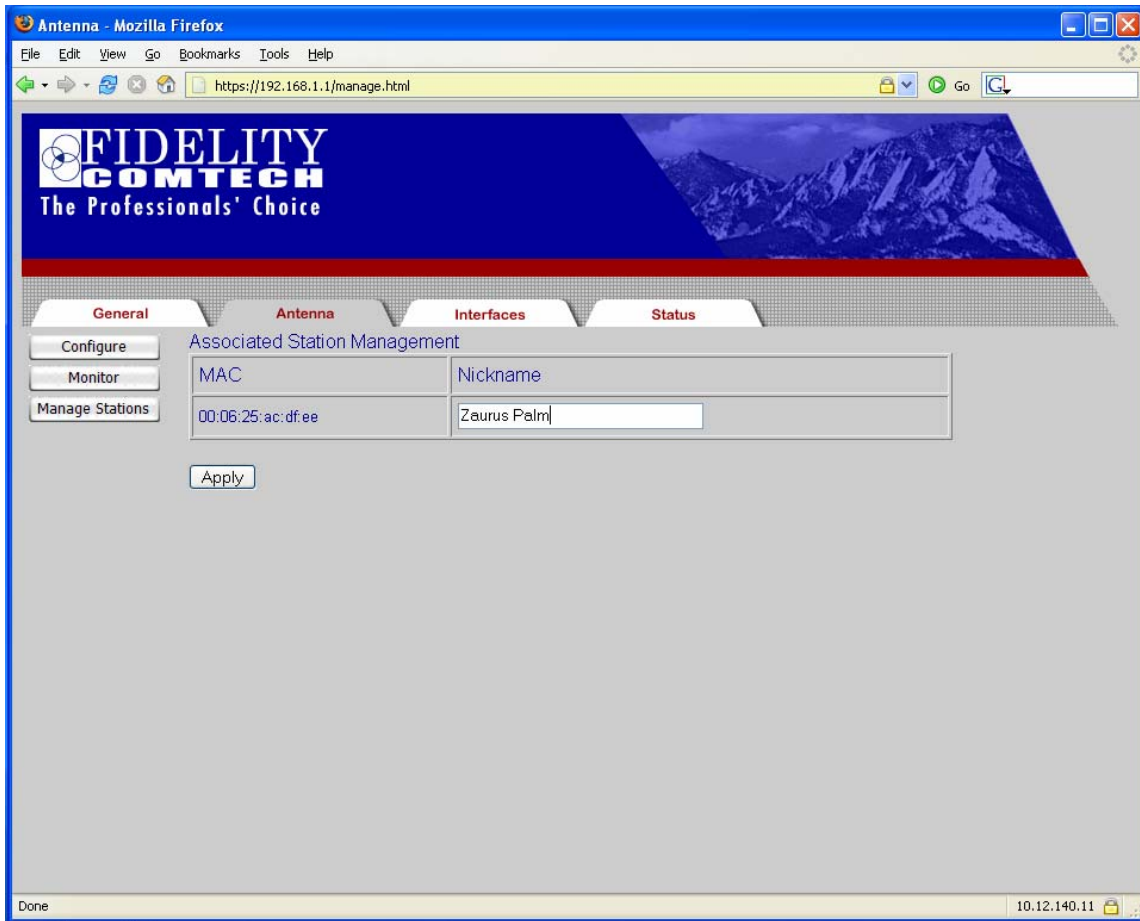 Antenna - Mozilla Firefox
File Edit View Go Bookmarks Tools Help
https://192.168.1.1/manage.html Go G
FIDELITY
COMTECH
The Professionals' Choice
General Antenna Interfaces Status
Configure
Monitor
Manage Stations
Associated Station Management
MAC Nickname
00:06:25:ac:df:ee Zaurus Palm
Apply
Done 10.12.140.11